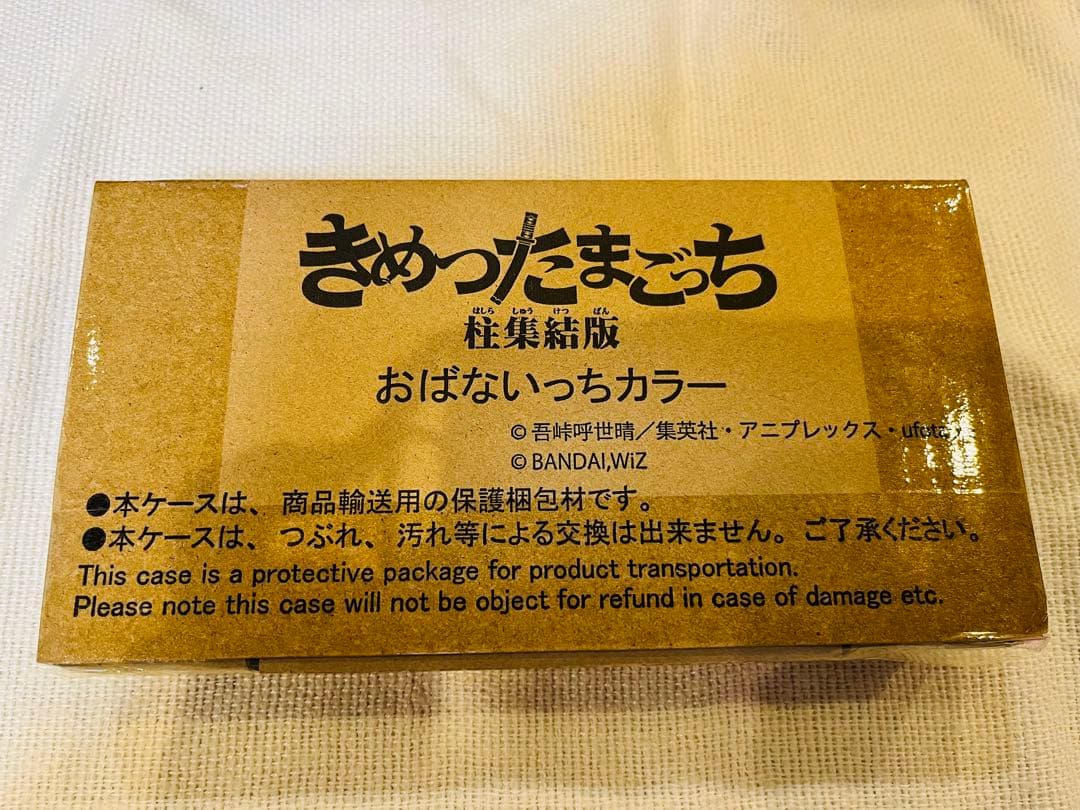 きめつたまごっち
はしら しゅう けつ ばん
柱集結版
おばないっちカラー
© 吾峠呼世晴／集英社・アニプレックス・
© BANDAI,WiZ
●本ケースは、商品輸送用の保護梱包材です。
●本ケースは、つぶれ、汚れ等による交換は出来ません。ご了承ください。
This case is a protective package for product transportation.
Please note this case will not be object for refund in case of damage etc.